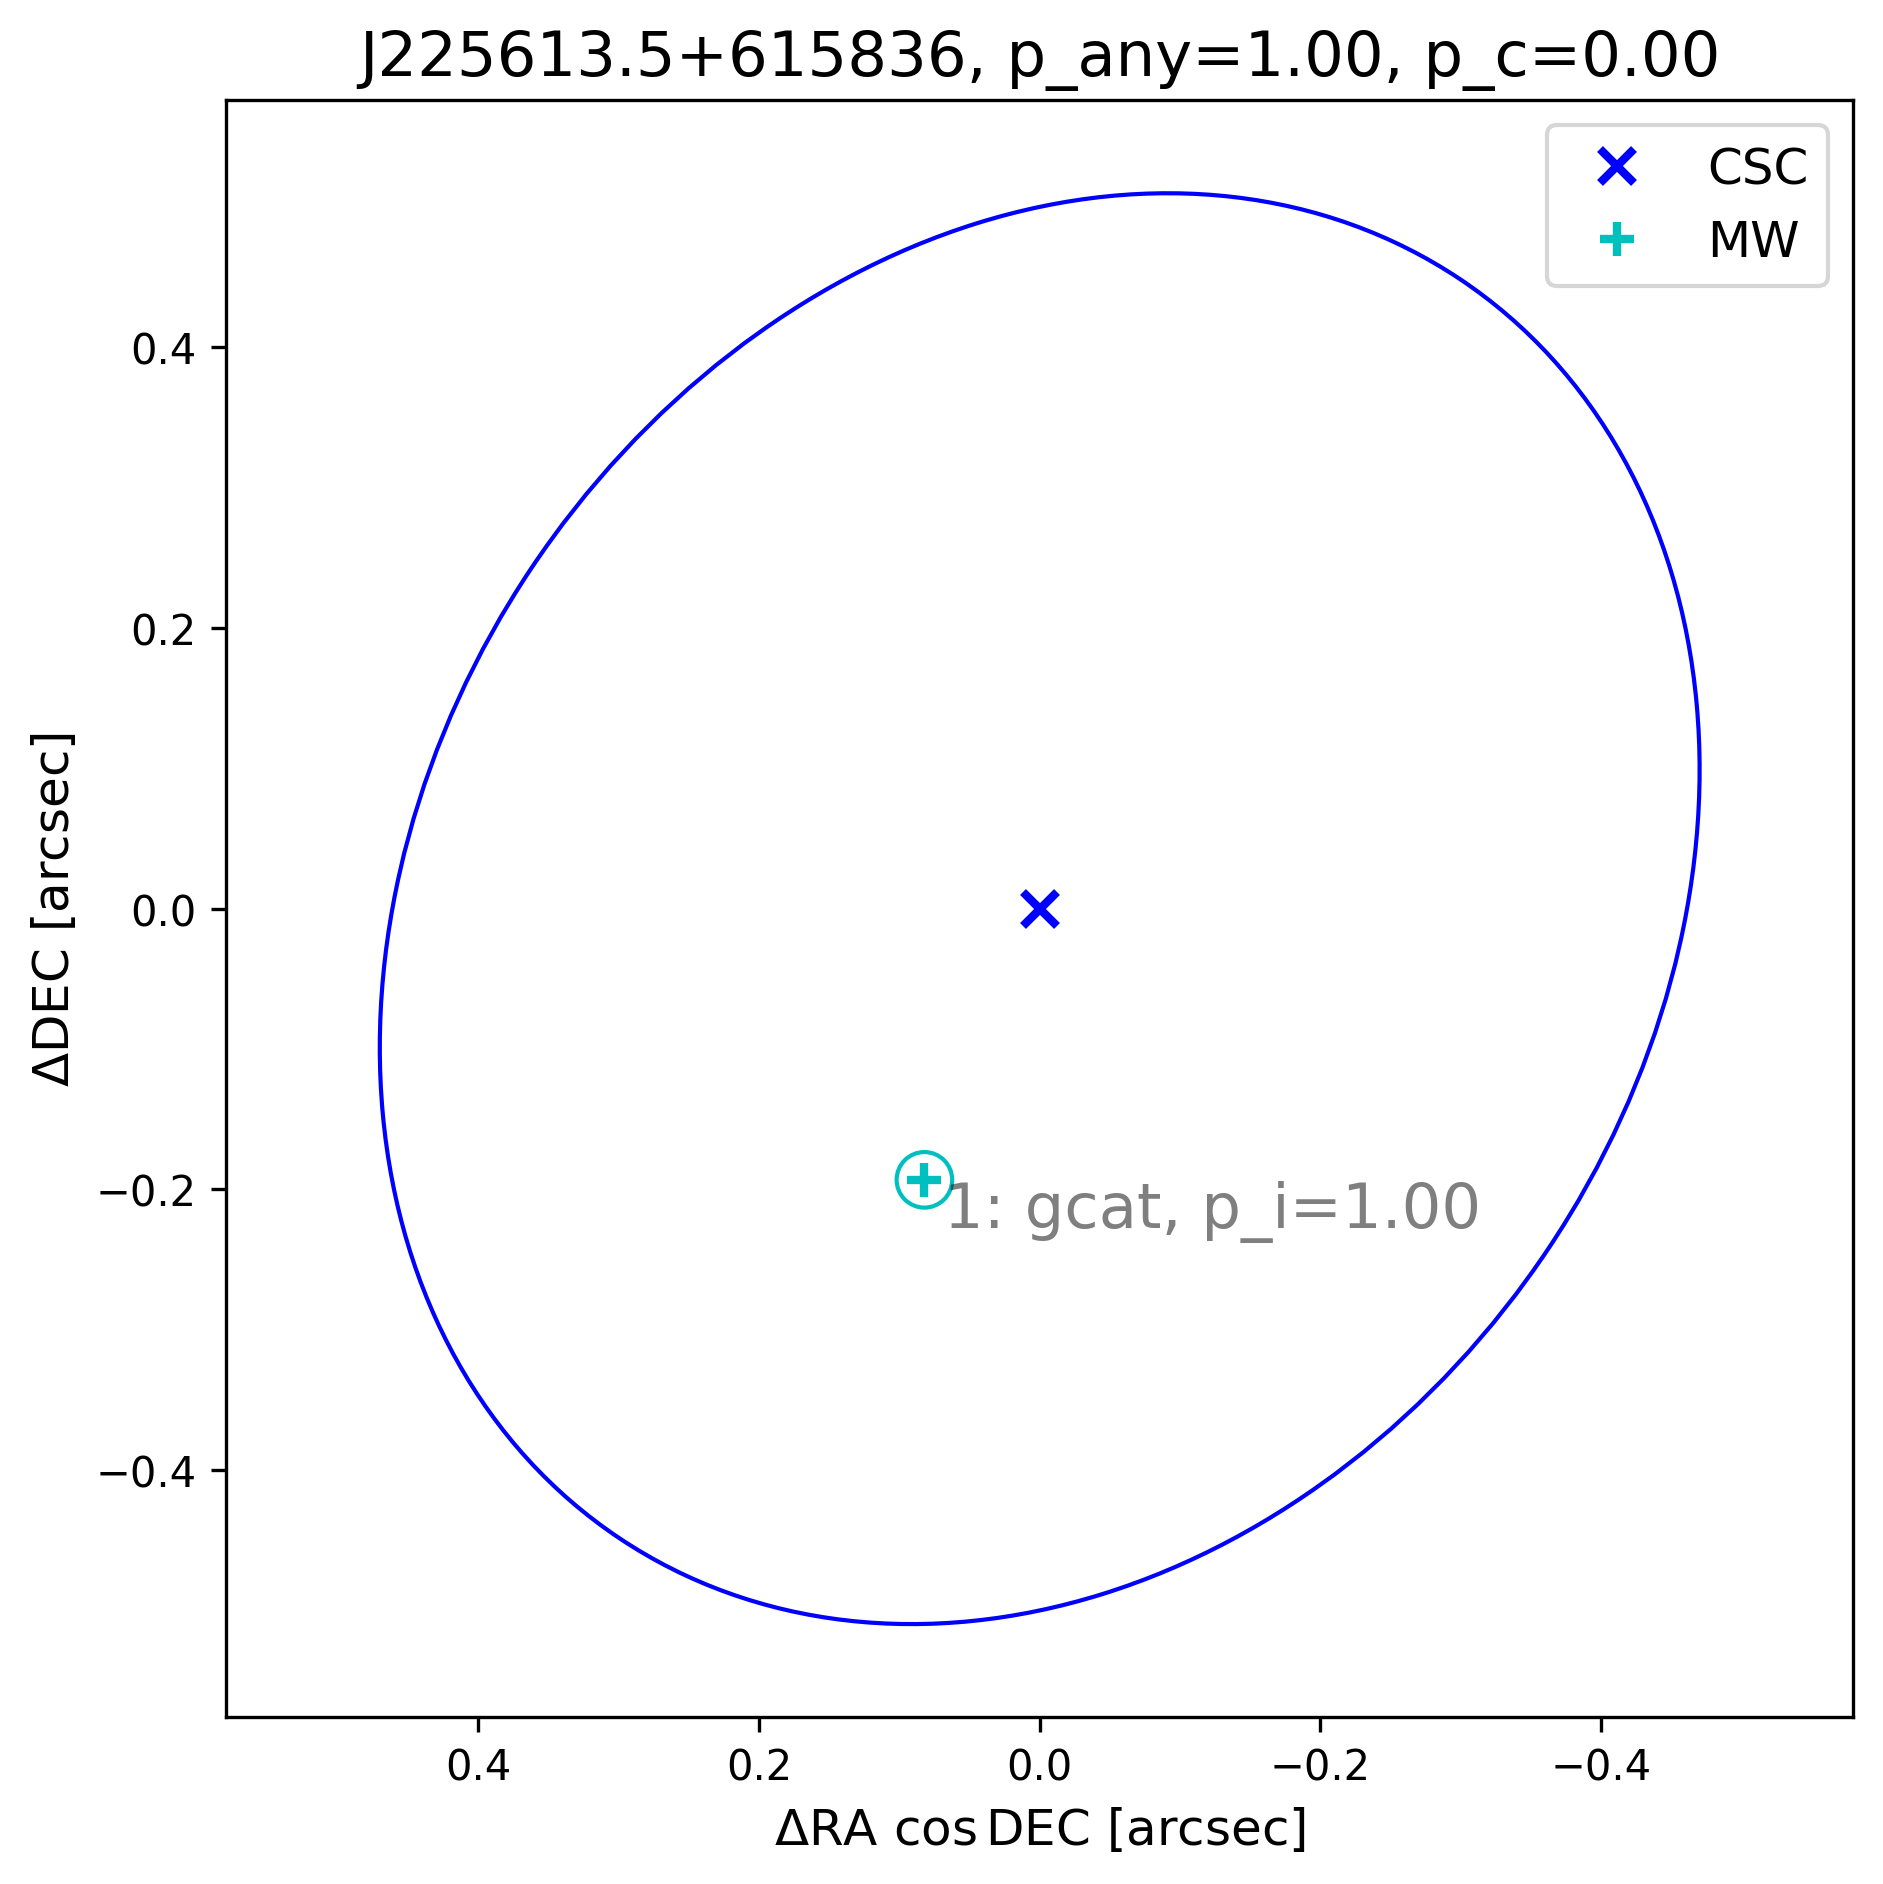 J225613.5+615836, p_any=1.00, p_c=0.00
CSC
MW
0.4
0.2
0.0
−0.2
−0.4
ΔDEC [arcsec]
1: gcat, p_i=1.00
0.4
0.2
0.0
−0.2
−0.4
ΔRA cos DEC [arcsec]